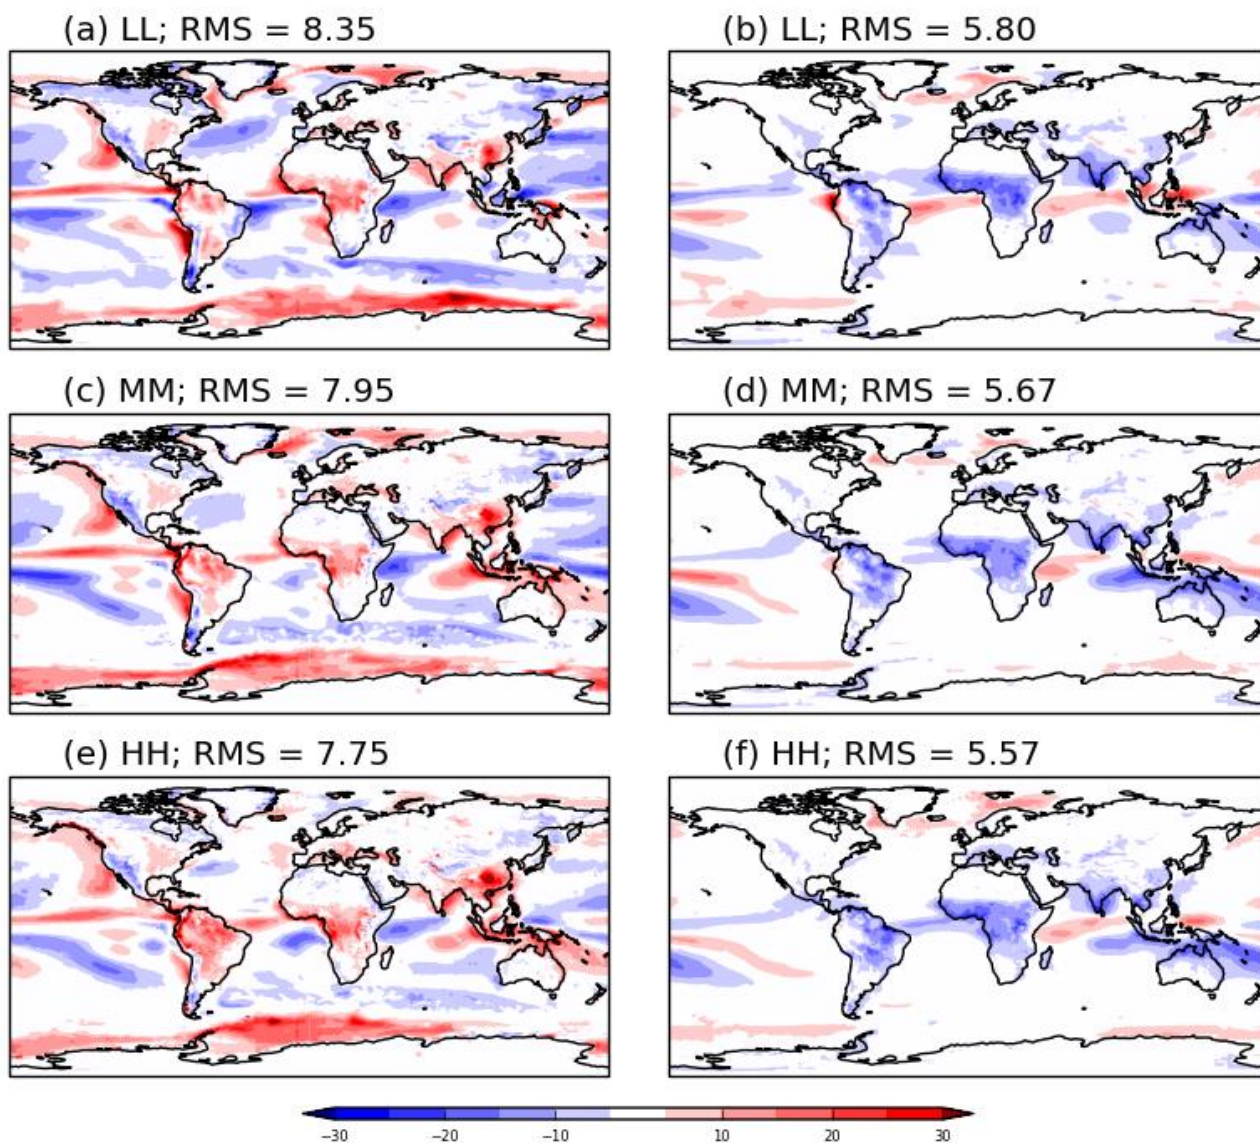 (a) LL; RMS = 8.35
(b) LL; RMS = 5.80
(c) MM; RMS = 7.95
(d) MM; RMS = 5.67
(e) HH; RMS = 7.75
(f) HH; RMS = 5.57
−30 −20 −10 10 20 30